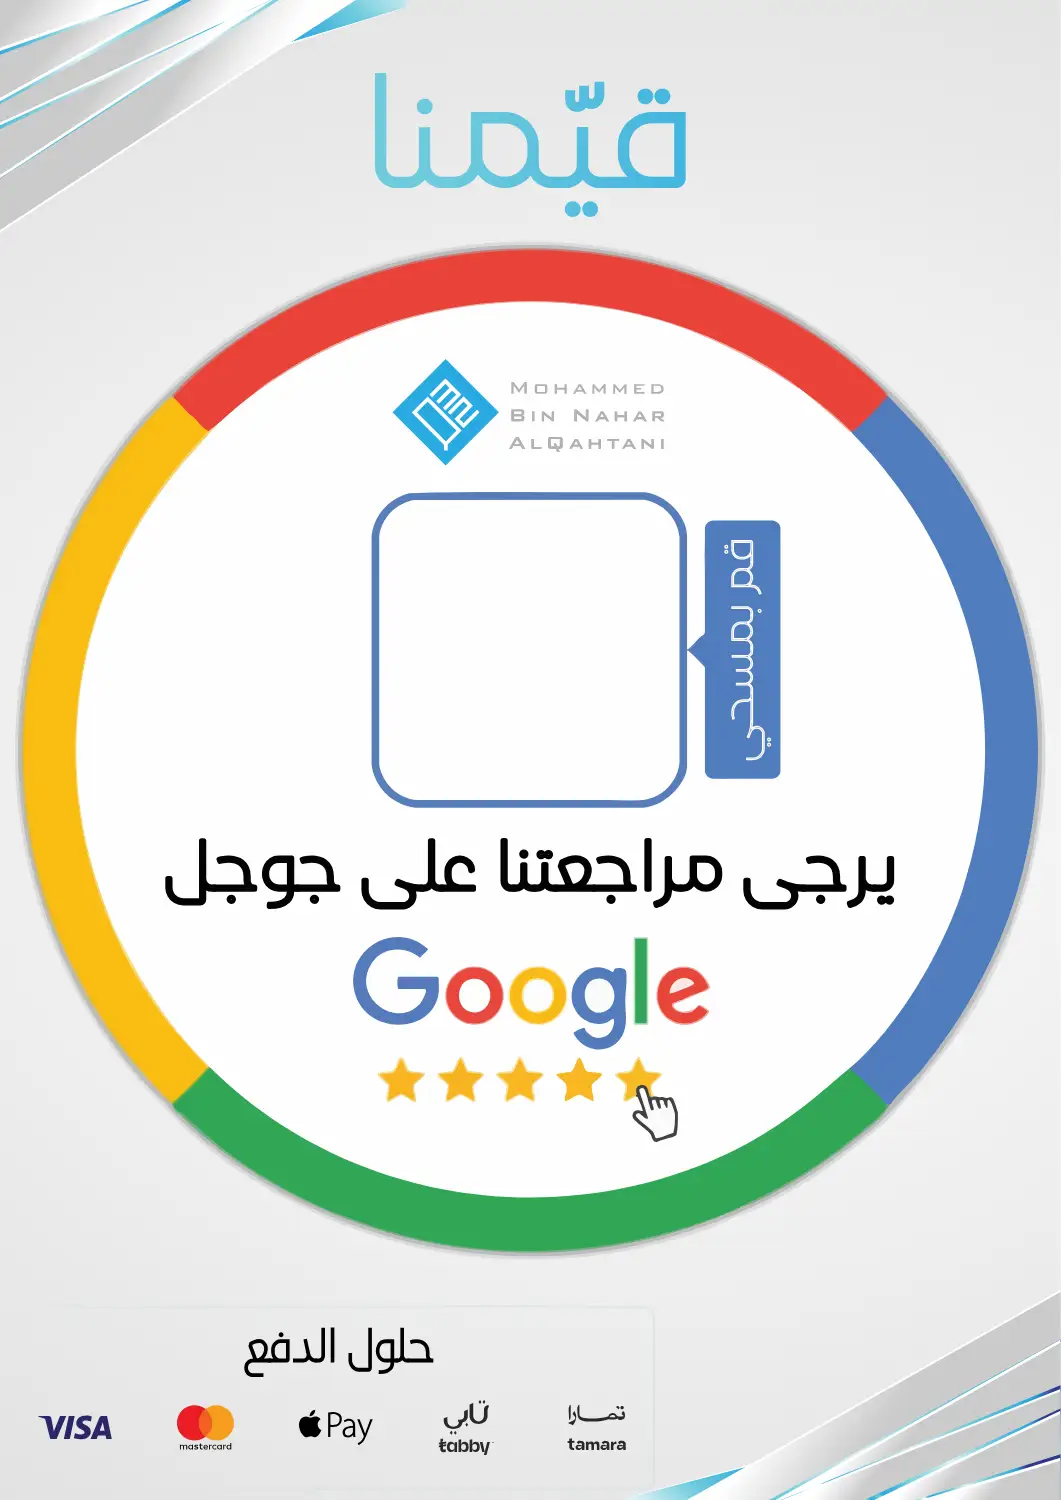 قيّمنا
MOHAMMED
BIN NAHAR
ALQAHTANI
قم بمسحي
يرجى مراجعتنا على جوجل
Google
حلول الدفع
VISA
mastercard
Pay
تابي
tabby
تمارا
tamara